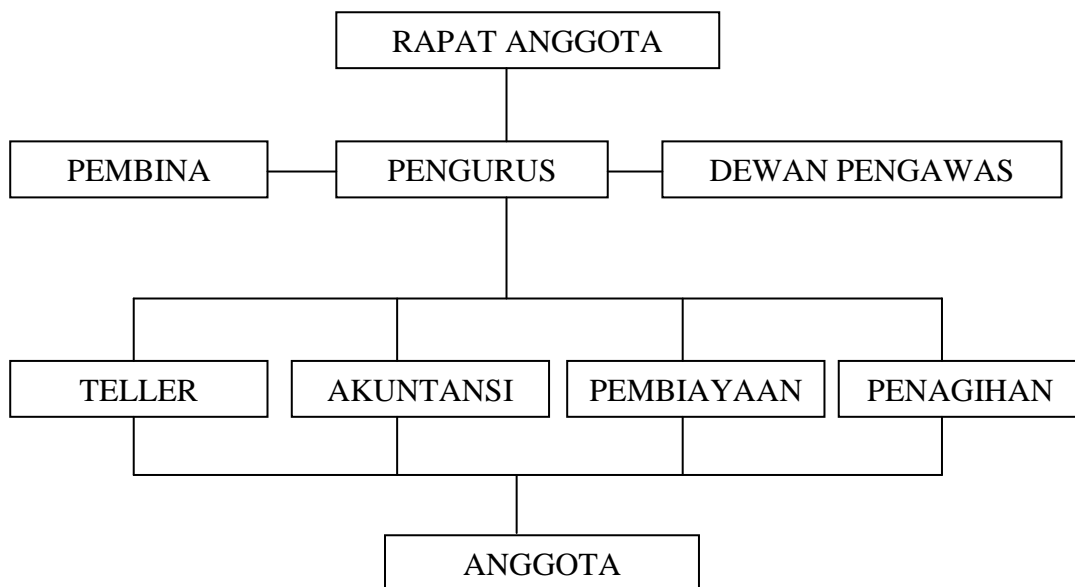 RAPAT ANGGOTA
PEMBINA
PENGURUS
DEWAN PENGAWAS
TELLER
AKUNTANSI
PEMBIAYAAN
PENAGIHAN
ANGGOTA